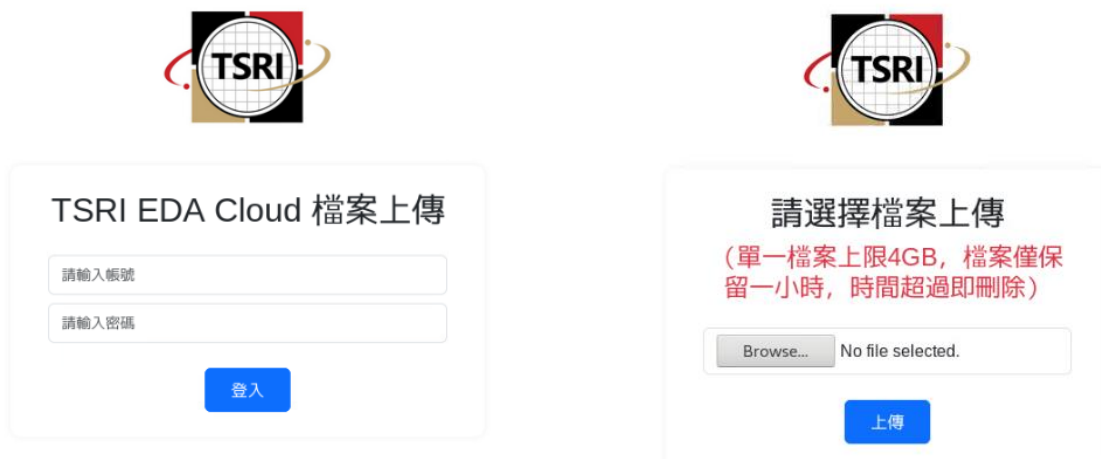 TSRI
TSRI EDA Cloud 檔案上傳
請輸入帳號
請輸入密碼
登入
TSRI
請選擇檔案上傳
（單一檔案上限4GB，檔案僅保
留一小時，時間超過即刪除）
Browse... No file selected.
上傳